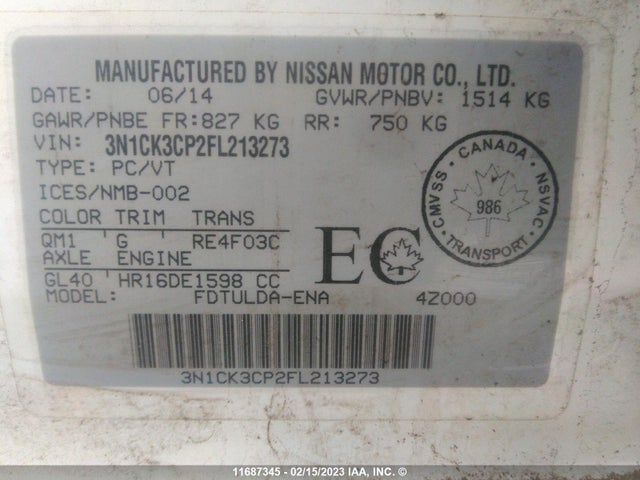 MANUFACTURED BY NISSAN MOTOR CO., LTD.
DATE: 06/14 GVWR/PNBV: 1514 KG
GAWR/PNBE FR:827 KG RR: 750 KG
VIN: 3N1CK3CP2FL213273
TYPE: PC/VT
ICES/NMB-002
COLOR TRIM TRANS
QM1 G RE4F03C
AXLE ENGINE
GL40 HR16DE1598 CC
MODEL: FDTULDA-ENA 4Z000
EC
CANADA
CMVSS
986
NSVAC
TRANSPORT
3N1CK3CP2FL213273
11687345 - 02/15/2023 IAA, INC. ©